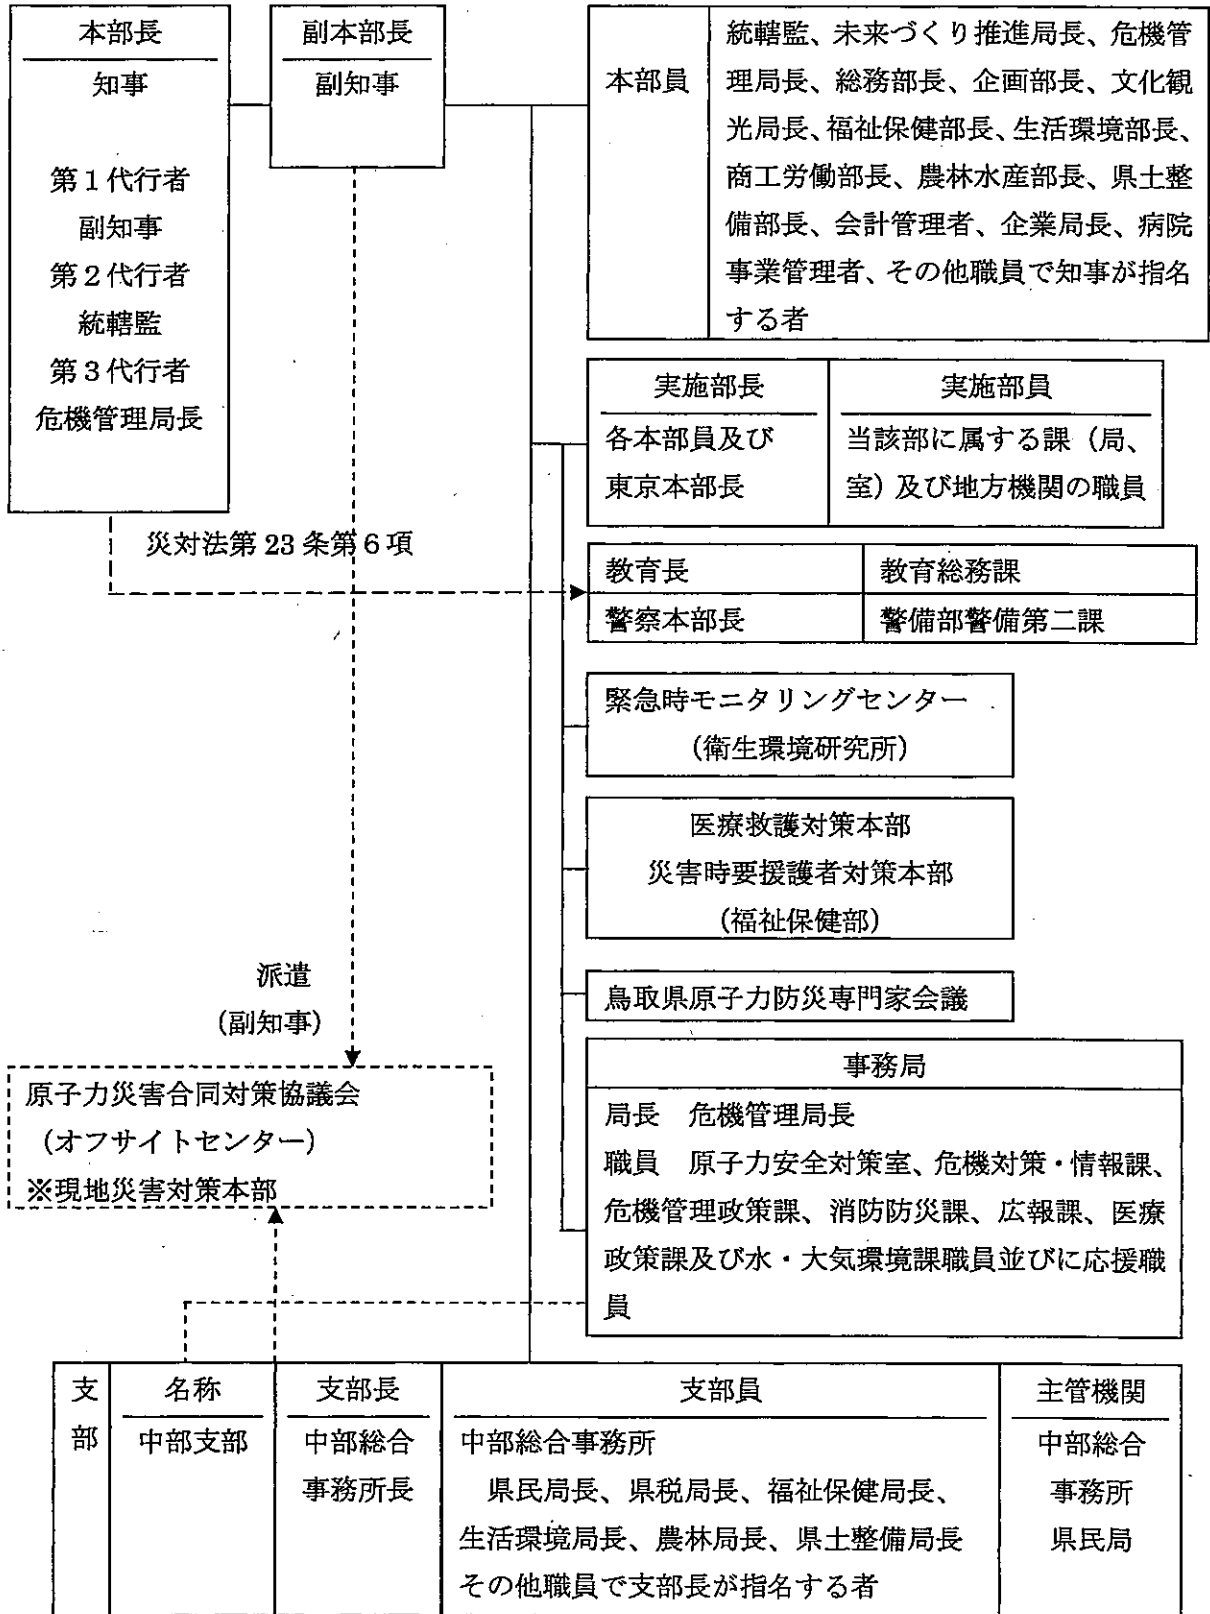 本部長
知事
第１代行者
副知事
第２代行者
統轄監
第３代行者
危機管理局長
副本部長
副知事
本部員
統轄監、未来づくり推進局長、危機管
理局長、総務部長、企画部長、文化観
光局長、福祉保健部長、生活環境部長、
商工労働部長、農林水産部長、県土整
備部長、会計管理者、企業局長、病院
事業管理者、その他職員で知事が指名
する者
実施部長
各本部員及び
東京本部長
実施部員
当該部に属する課（局、
室）及び地方機関の職員
災対法第 23 条第６項
教育長
教育総務課
警察本部長
警備部警備第二課
緊急時モニタリングセンター
（衛生環境研究所）
医療救護対策本部
災害時要援護者対策本部
（福祉保健部）
派遣
（副知事）
鳥取県原子力防災専門家会議
原子力災害合同対策協議会
（オフサイトセンター）
※現地災害対策本部
事務局
局長　危機管理局長
職員　原子力安全対策室、危機対策・情報課、
危機管理政策課、消防防災課、広報課、医療
政策課及び水・大気環境課職員並びに応援職
員
支
部
名称
中部支部
支部長
中部総合
事務所長
支部員
中部総合事務所
県民局長、県税局長、福祉保健局長、
生活環境局長、農林局長、県土整備局長
その他職員で支部長が指名する者
主管機関
中部総合
事務所
県民局